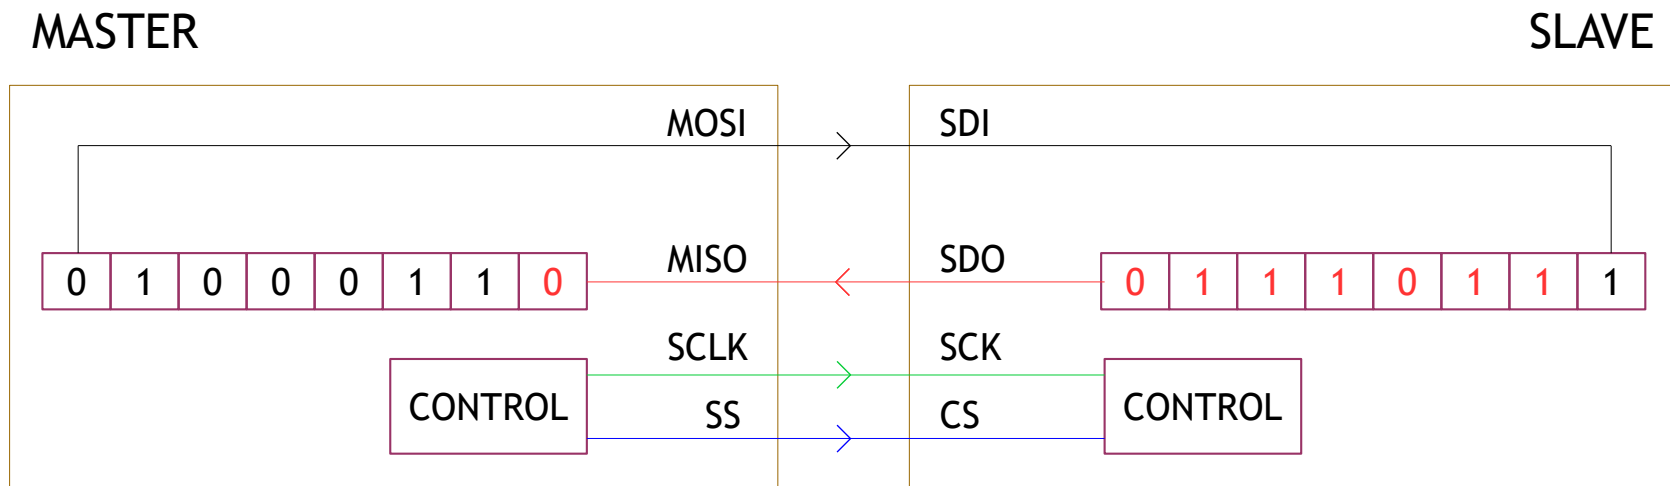 MASTER SLAVE
MOSI SDI
0 1 0 0 0 1 1 0 MISO SDO 0 1 1 1 0 1 1 1
SCLK SCK
CONTROL CONTROL
SS CS